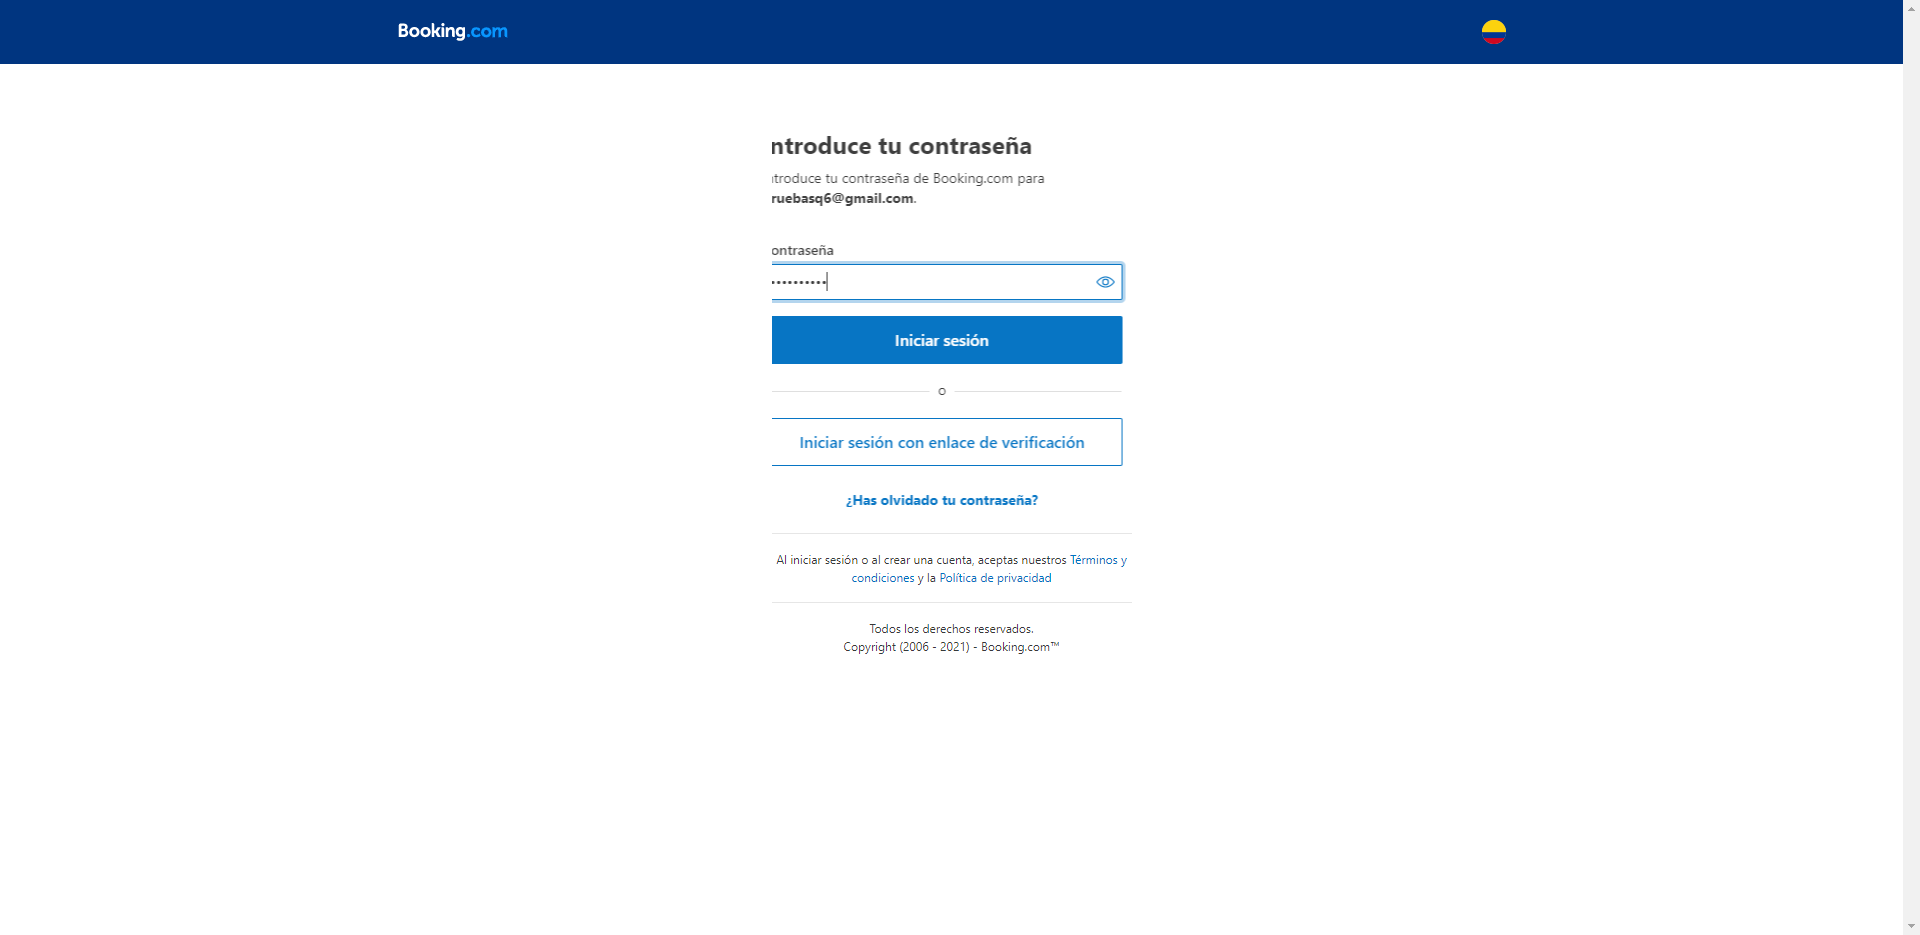 Booking.com
ntroduce tu contraseña
troduce tu contraseña de Booking.com para
ruebasq6@gmail.com.
ontraseña
Iniciar sesión
o
Iniciar sesión con enlace de verificación
¿Has olvidado tu contraseña?
Al iniciar sesión o al crear una cuenta, aceptas nuestros Términos y
condiciones y la Política de privacidad
Todos los derechos reservados.
Copyright (2006 - 2021) - Booking.com™